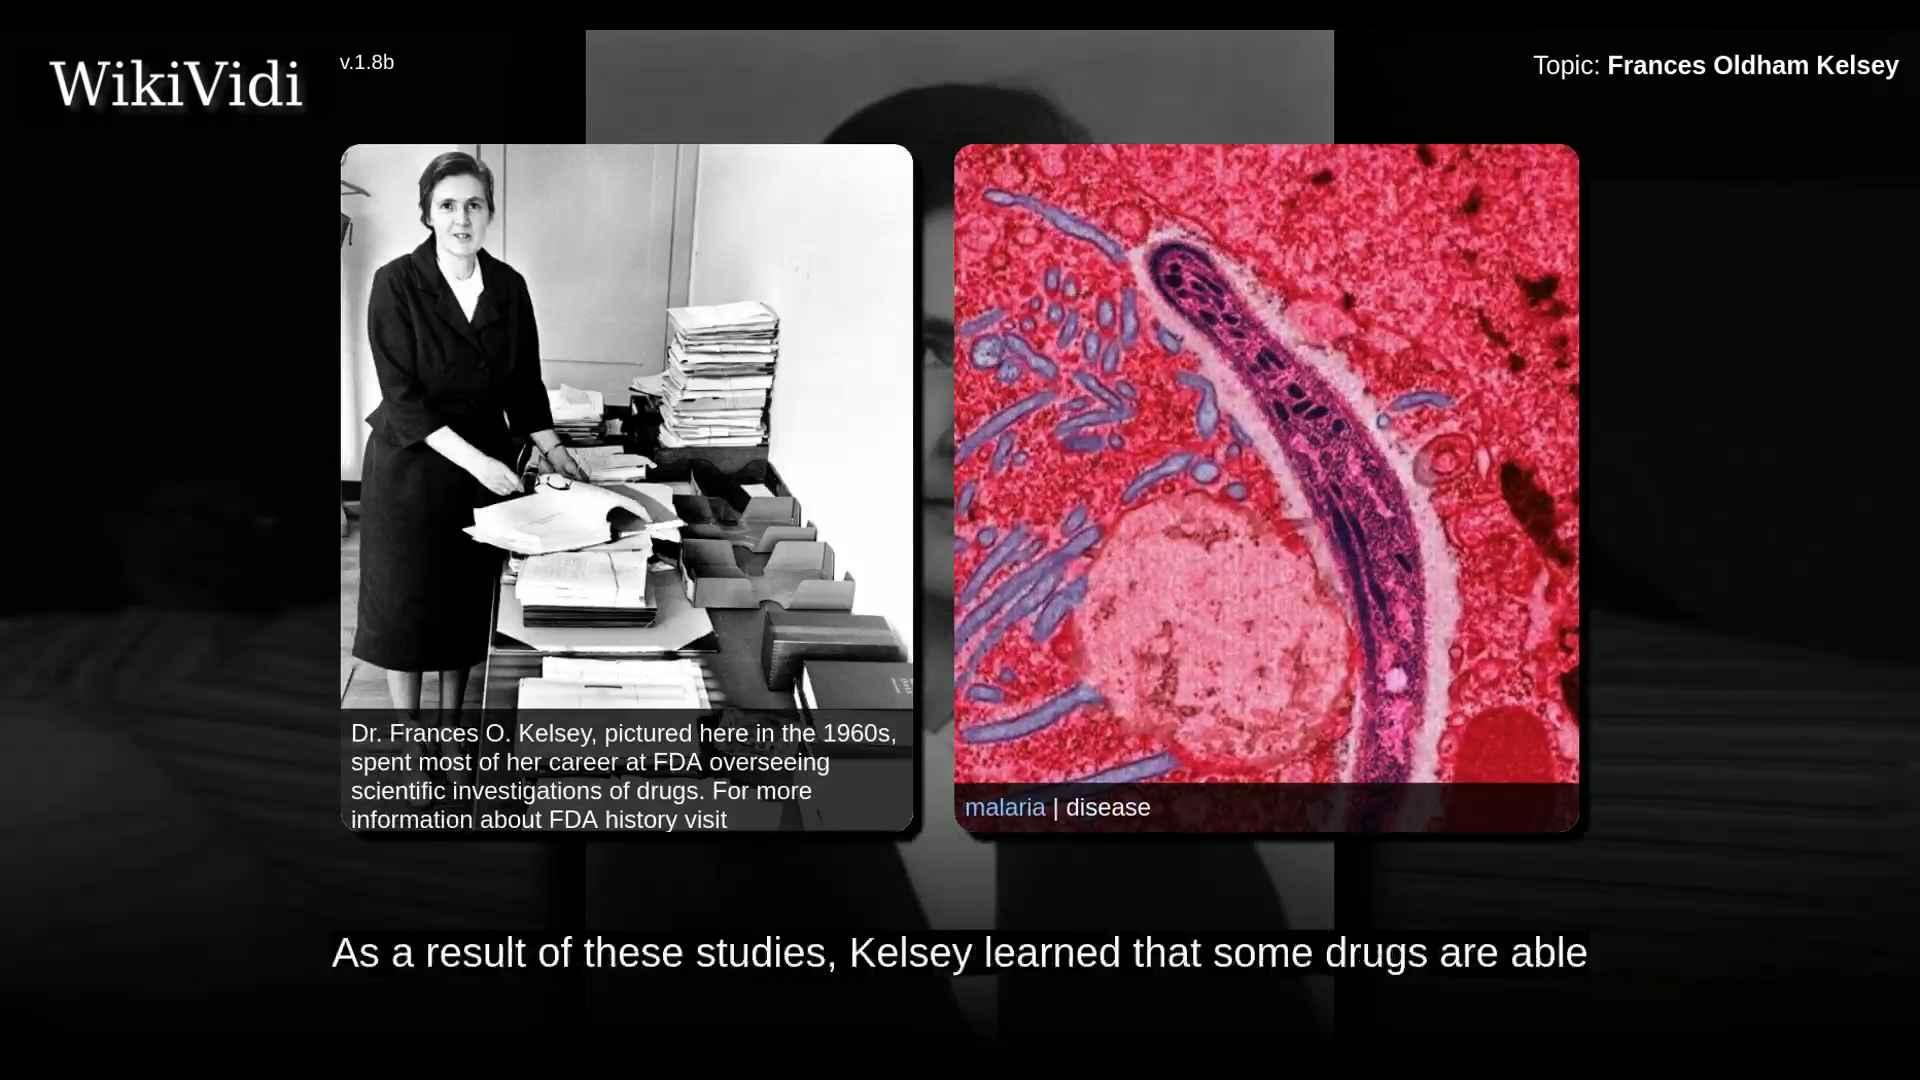 WikiVidi
v.1.8b
Topic: Frances Oldham Kelsey
Dr. Frances O. Kelsey, pictured here in the 1960s,
spent most of her career at FDA overseeing
scientific investigations of drugs. For more
information about FDA history visit
malaria | disease
As a result of these studies, Kelsey learned that some drugs are able